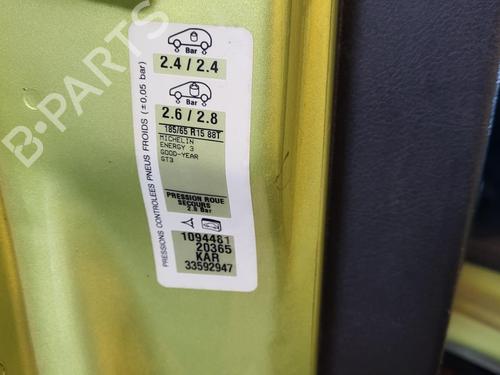 PRESSIONS CONTROLEES PNEUS FROIDS (±0,05 bar)
Bar
2.4 / 2.4
Bar
2.6 / 2.8
185/65 R15 88T
MICHELIN
ENERGY 3
GOOD-YEAR
GT3
PRESSION ROUE
SECOURS
2.8 Bar
1094481
20365
KAR
33592947
B-PARTS